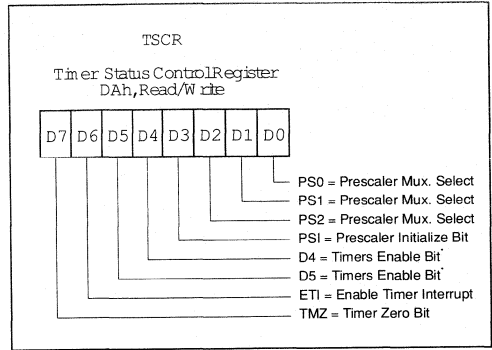 TSCR
Timer Status Control Register
DAh, Read/Write
D7 D6 D5 D4 D3 D2 D1 D0
PS0 = Prescaler Mux. Select
PS1 = Prescaler Mux. Select
PS2 = Prescaler Mux. Select
PSI = Prescaler Initialize Bit
D4 = Timers Enable Bit*
D5 = Timers Enable Bit*
ETI = Enable Timer Interrupt
TMZ = Timer Zero Bit